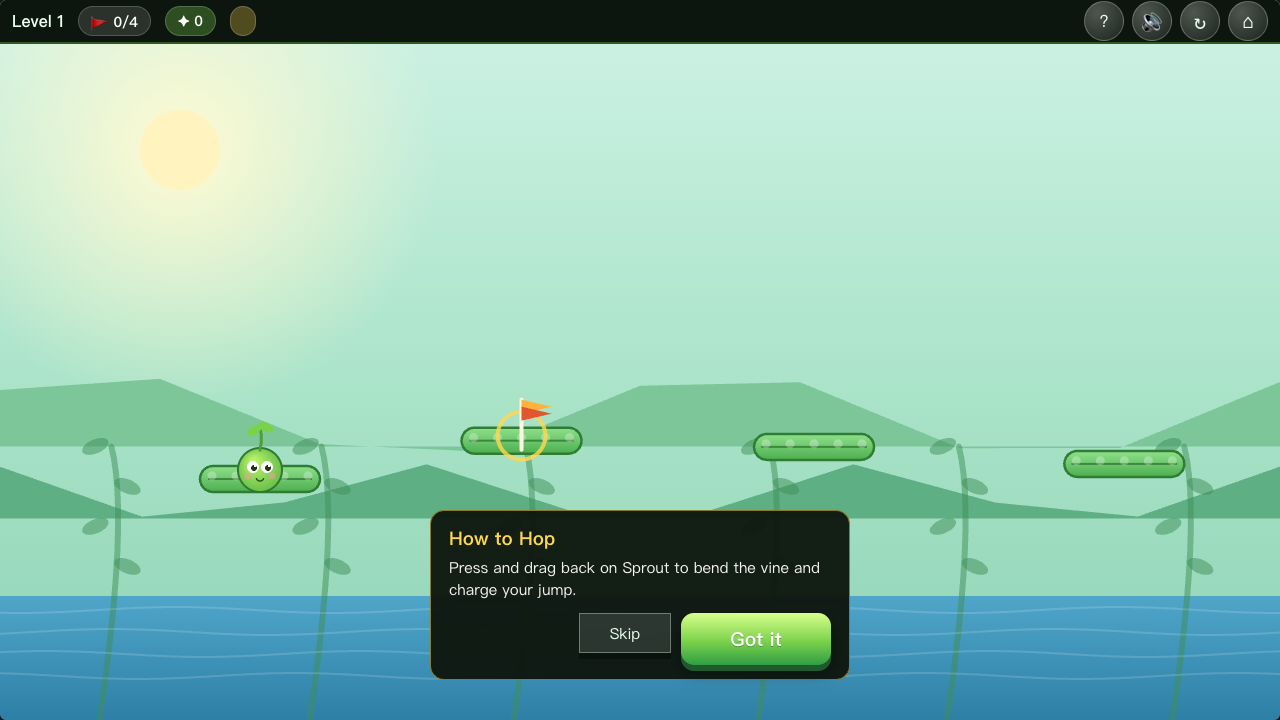 Level 1
0/4
0
?
How to Hop
Press and drag back on Sprout to bend the vine and
charge your jump.
Skip
Got it